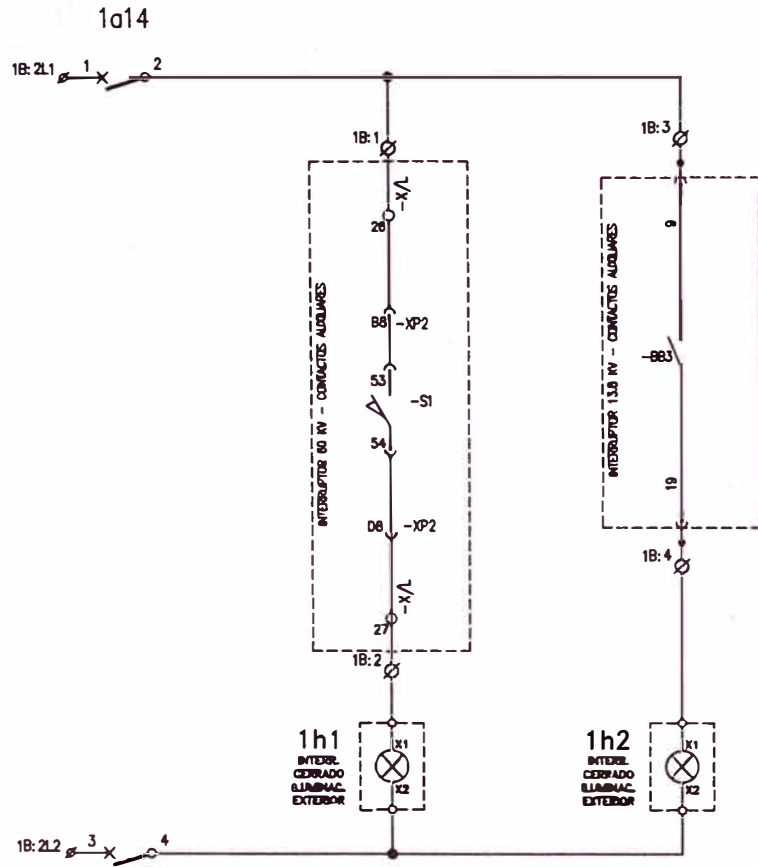 1a14
1B:2L1 1 2
1B:1
1B:3
-X/L
26
9
INTERRUPTOR 60 KV - CONTACTOS AUXILIARES
B8 -XP2
53
-S1
54
D8 -XP2
-X/L
27
1B:2
INTERRUPTOR 13.8 KV - CONTACTOS AUXILIARES
-BB3
19
1B:4
1h1
INTERR.
CERRADO
ILUMINAC.
EXTERIOR
X1
X2
1h2
INTERR.
CERRADO
ILUMINAC.
EXTERIOR
X1
X2
1B:2L2 3 4